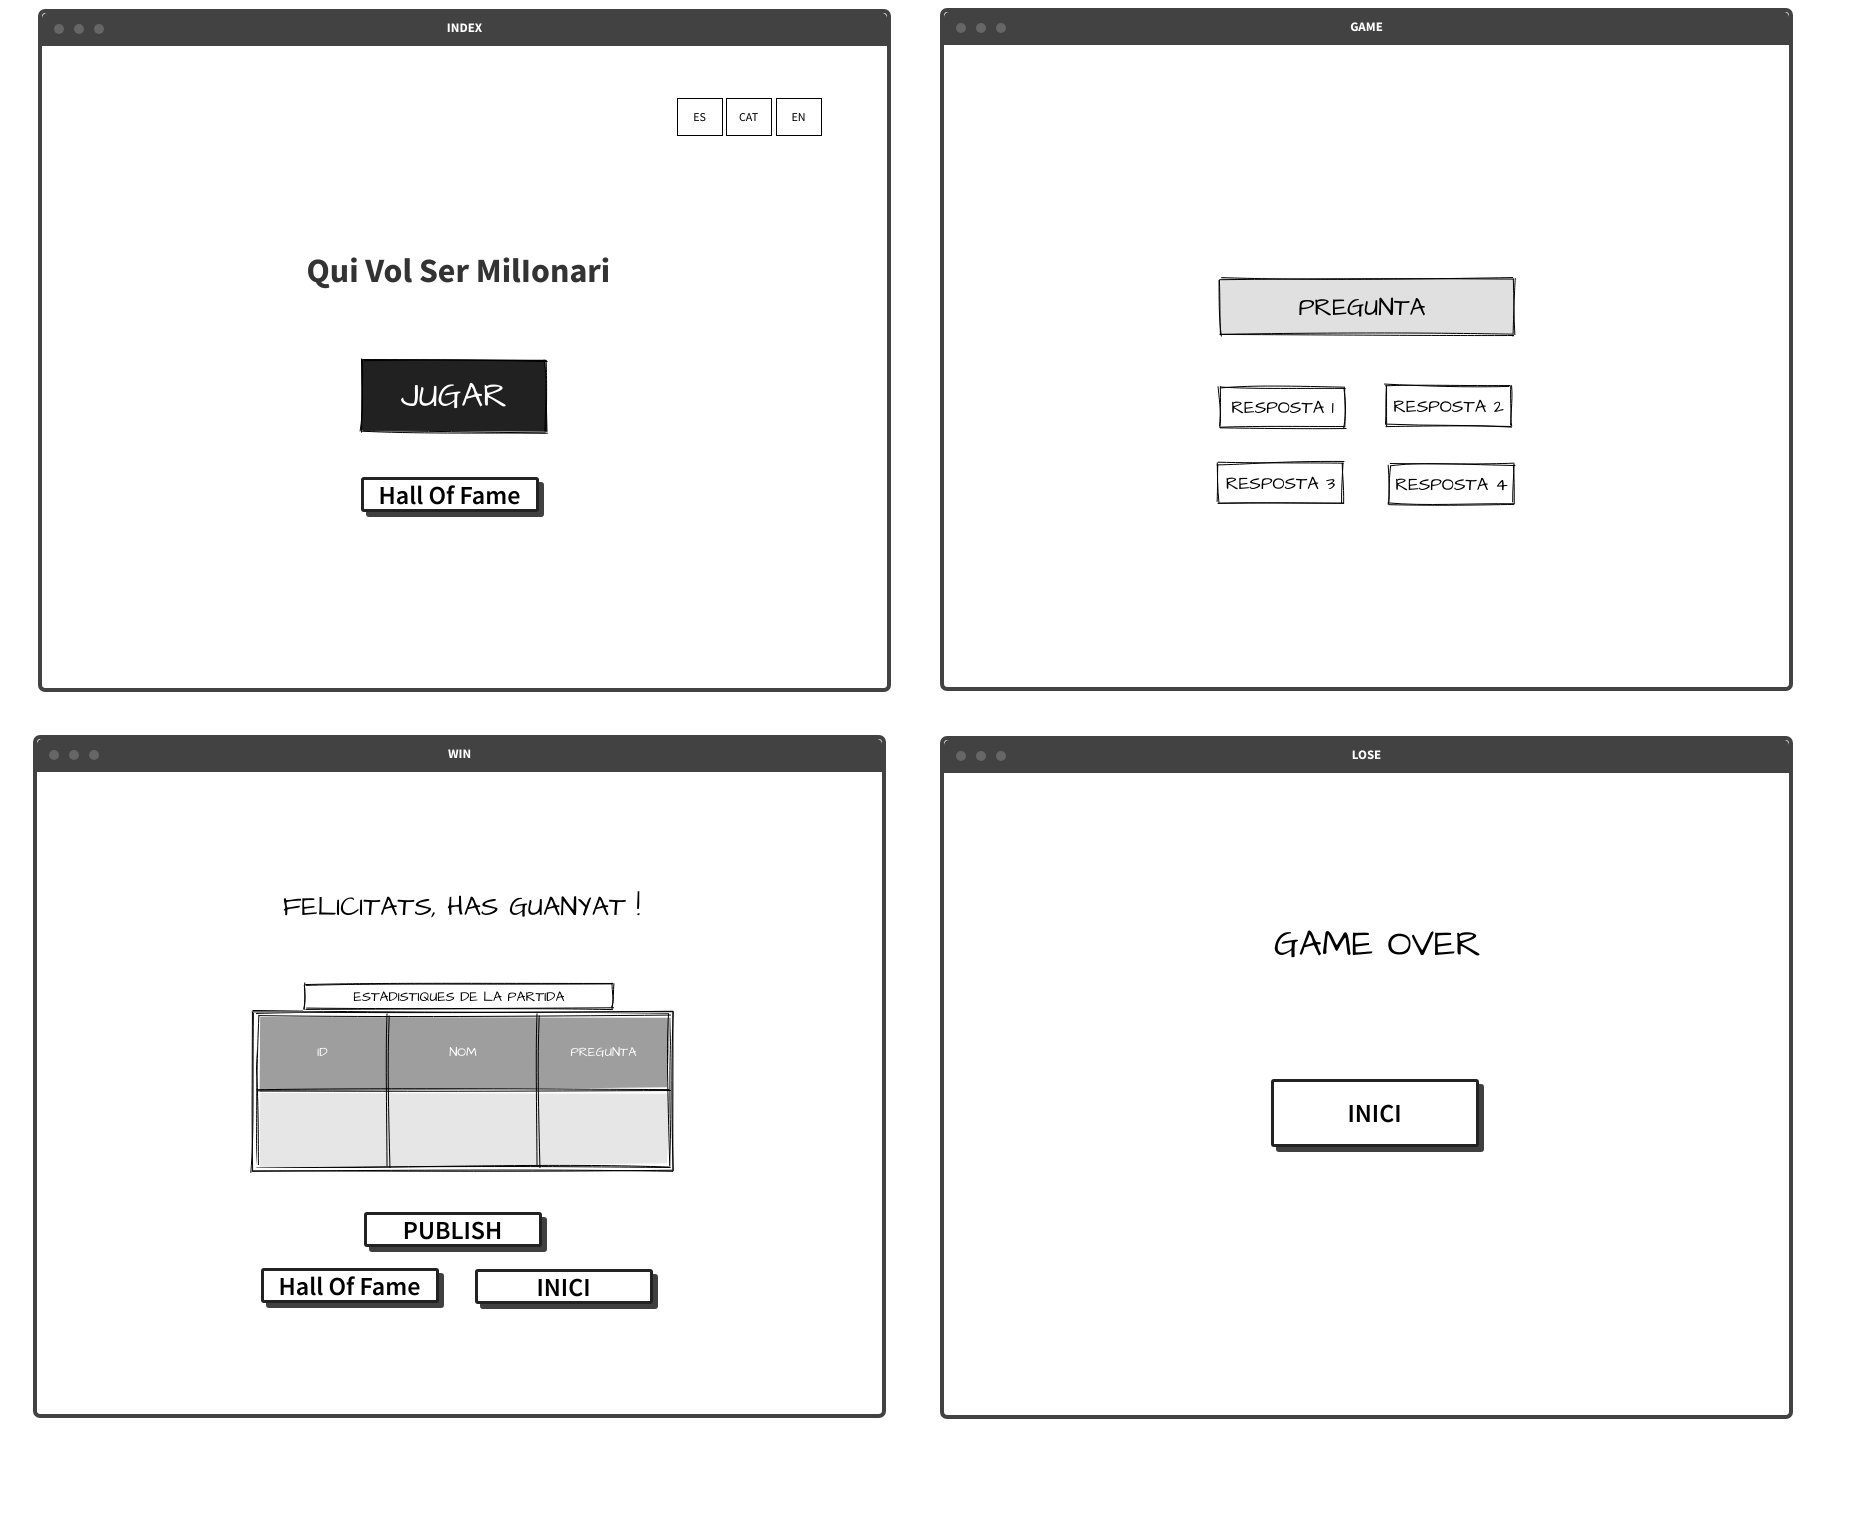 INDEX
ES CAT EN
Qui Vol Ser MilIonari
JUGAR
Hall Of Fame
GAME
PREGUNTA
RESPOSTA 1 RESPOSTA 2
RESPOSTA 3 RESPOSTA 4
WIN
FELICITATS, HAS GUANYAT !
ESTADISTIQUES DE LA PARTIDA
ID NOM PREGUNTA
PUBLISH
Hall Of Fame INICI
LOSE
GAME OVER
INICI